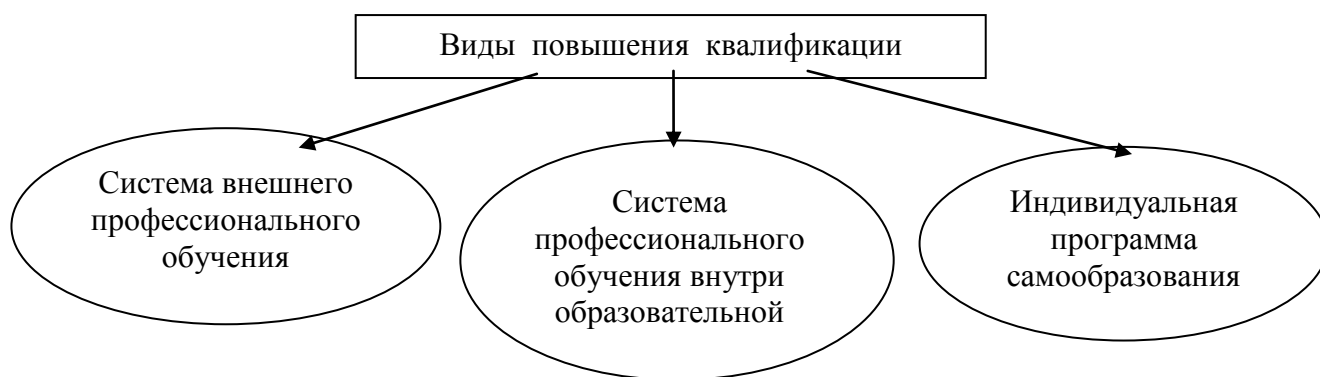 Виды повышения квалификации
Система внешнего
профессионального
обучения
Система
профессионального
обучения внутри
образовательной
Индивидуальная
программа
самообразования